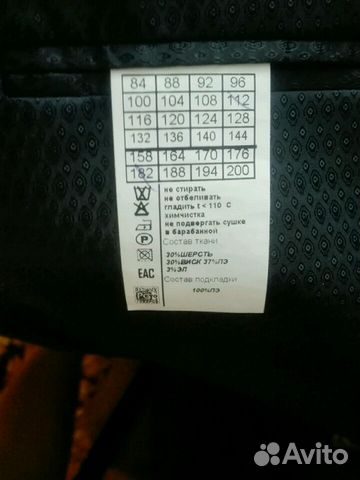 84 88 92 96
100 104 108 112
116 120 124 128
132 136 140 144
158 164 170 176
182 188 194 200
не стирать
не отбеливать
гладить t < 110 С
химчистка
не подвергать сушке
в барабанной
Состав ткани
30%ШЕРСТЬ
30%ВИСК 37%ПЭ
3%ЭЛ
Состав подкладки
100%ПЭ
P
ЕАС
РСТ
Avito